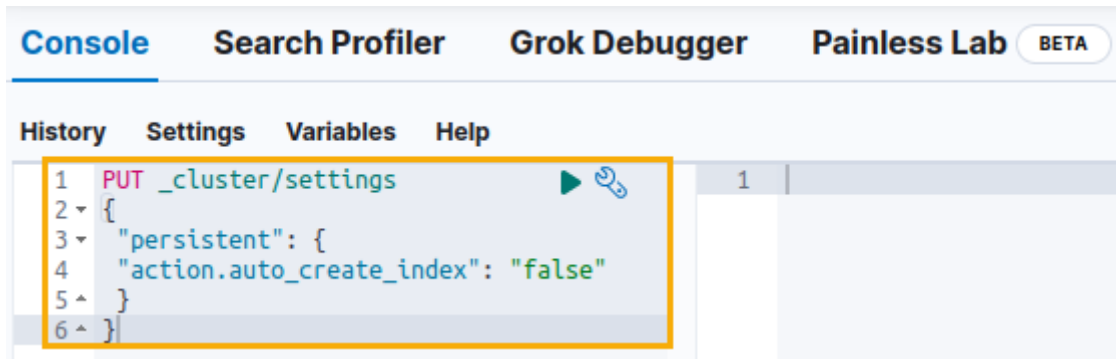 Console Search Profiler Grok Debugger Painless Lab BETA
History Settings Variables Help
1 PUT _cluster/settings 1
2 {
3 "persistent": {
4 "action.auto_create_index": "false"
5 }
6 }